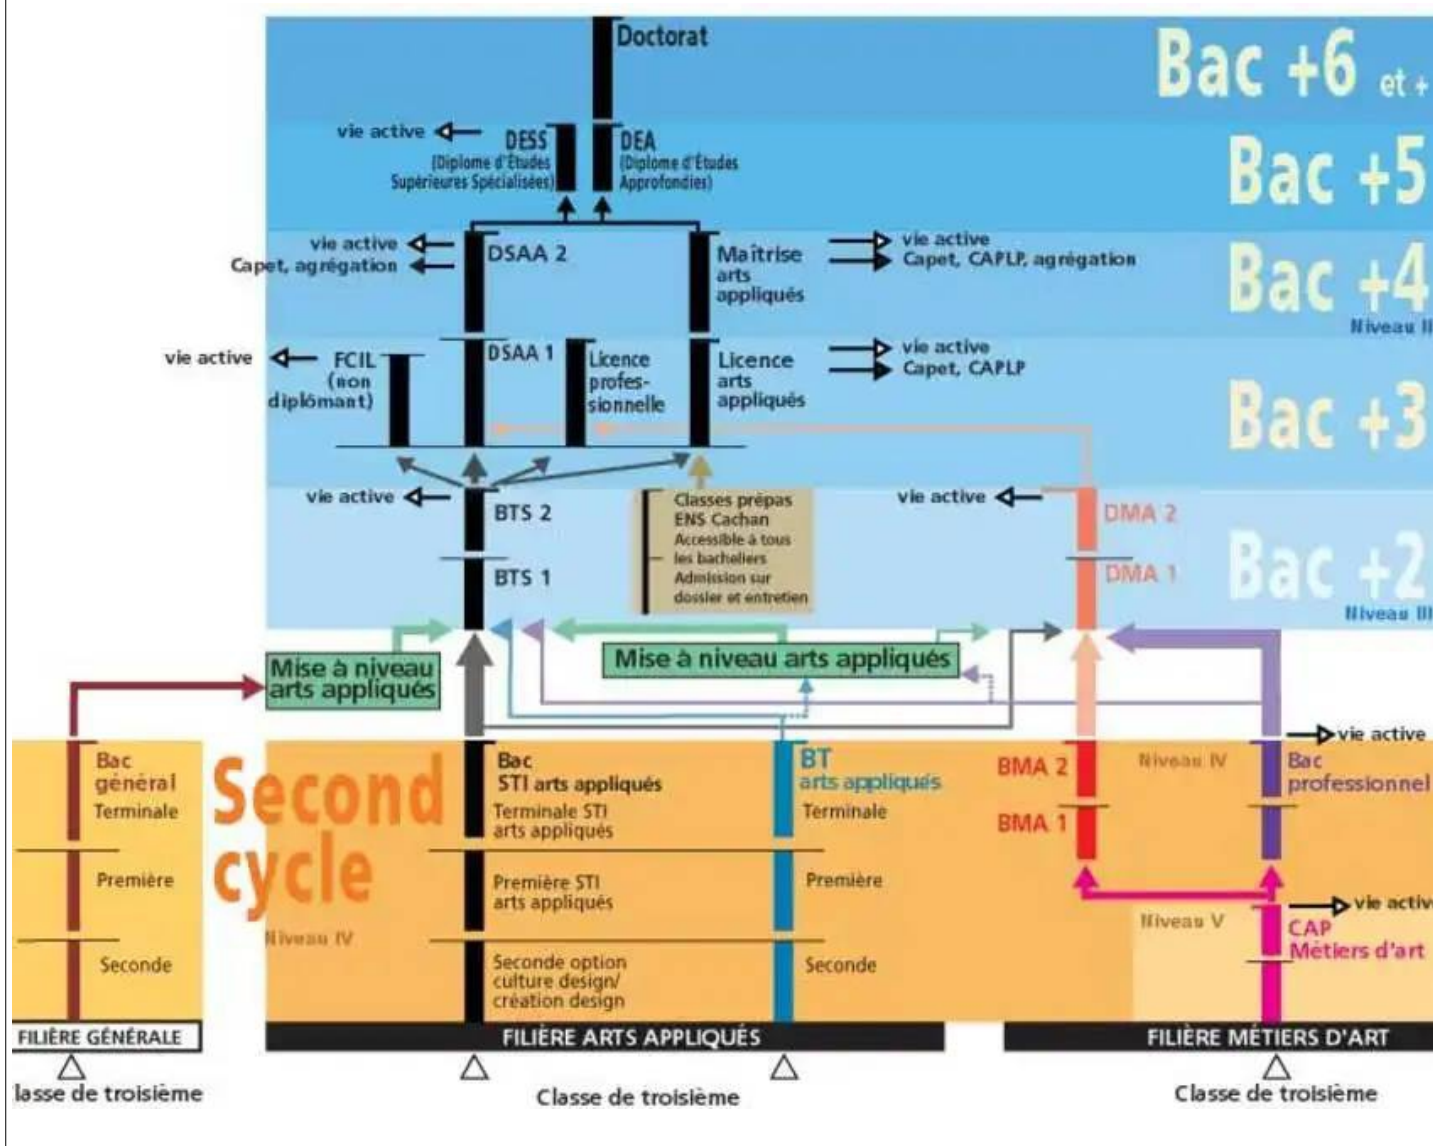 Doctorat
Bac +6 et +
vie active
DESS
(Diplome d'Études
Supérieures Spécialisées)
DEA
(Diplome d'Études
Approfondies)
Bac +5
vie active
Capet, agrégation
DSAA 2
Maîtrise
arts
appliqués
vie active
Capet, CAPLP, agrégation
Bac +4
Niveau II
vie active
FCIL
(non
diplômant)
DSAA 1
Licence
profes-
sionnelle
Licence
arts
appliqués
vie active
Capet, CAPLP
Bac +3
vie active
BTS 2
BTS 1
Classes prépas
ENS Cachan
Accessible à tous
les bacheliers
Admission sur
dossier et entretien
vie active
DMA 2
DMA 1
Bac +2
Niveau III
Mise à niveau
arts appliqués
Mise à niveau arts appliqués
Bac
général
Terminale
Première
Seconde
Second
cycle
Niveau IV
Bac
STI arts appliqués
Terminale STI
arts appliqués
Première STI
arts appliqués
Seconde option
culture design/
création design
BT
arts appliqués
Terminale
Première
Seconde
BMA 2
BMA 1
Niveau IV
vie active
Bac
professionnel
Niveau V
vie activ
CAP
Métiers d'art
FILIÈRE GÉNÉRALE
FILIÈRE ARTS APPLIQUÉS
FILIÈRE MÉTIERS D'ART
lasse de troisième
Classe de troisième
Classe de troisième